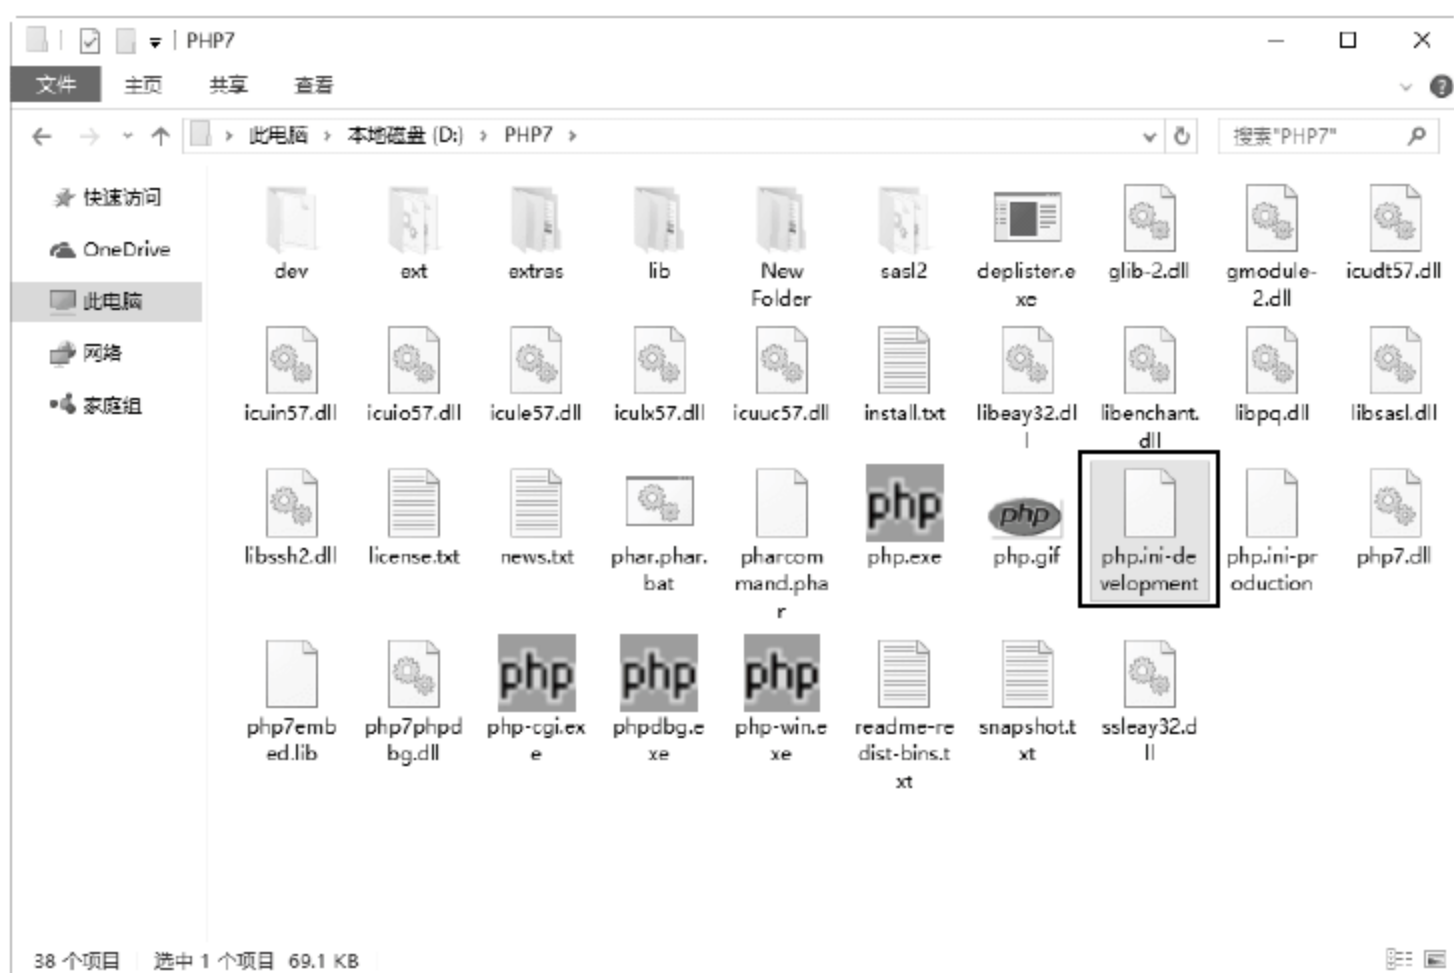 PHP7
文件 主页 共享 查看
此电脑 本地磁盘 (D:) PHP7 搜索"PHP7"
快速访问
OneDrive
此电脑
网络
家庭组
dev ext extras lib New sasl2 deplister.e glib-2.dll gmodule- icudt57.dll
Folder xe 2.dll
icuin57.dll icuio57.dll icule57.dll iculx57.dll icuuc57.dll install.txt libeay32.dl libenchant. libpq.dll libsasl.dll
l dll
php
php
libssh2.dll license.txt news.txt phar.phar. pharcom php.exe php.gif php.ini-de php.ini-pr php7.dll
bat mand.pha velopment oduction
r
php php php
php7emb php7phpd php-cgi.ex phpdbg.e php-win.e readme-re snapshot.t ssleay32.d
ed.lib bg.dll e xe xe dist-bins.t xt ll
xt
38 个项目 选中 1 个项目 69.1 KB